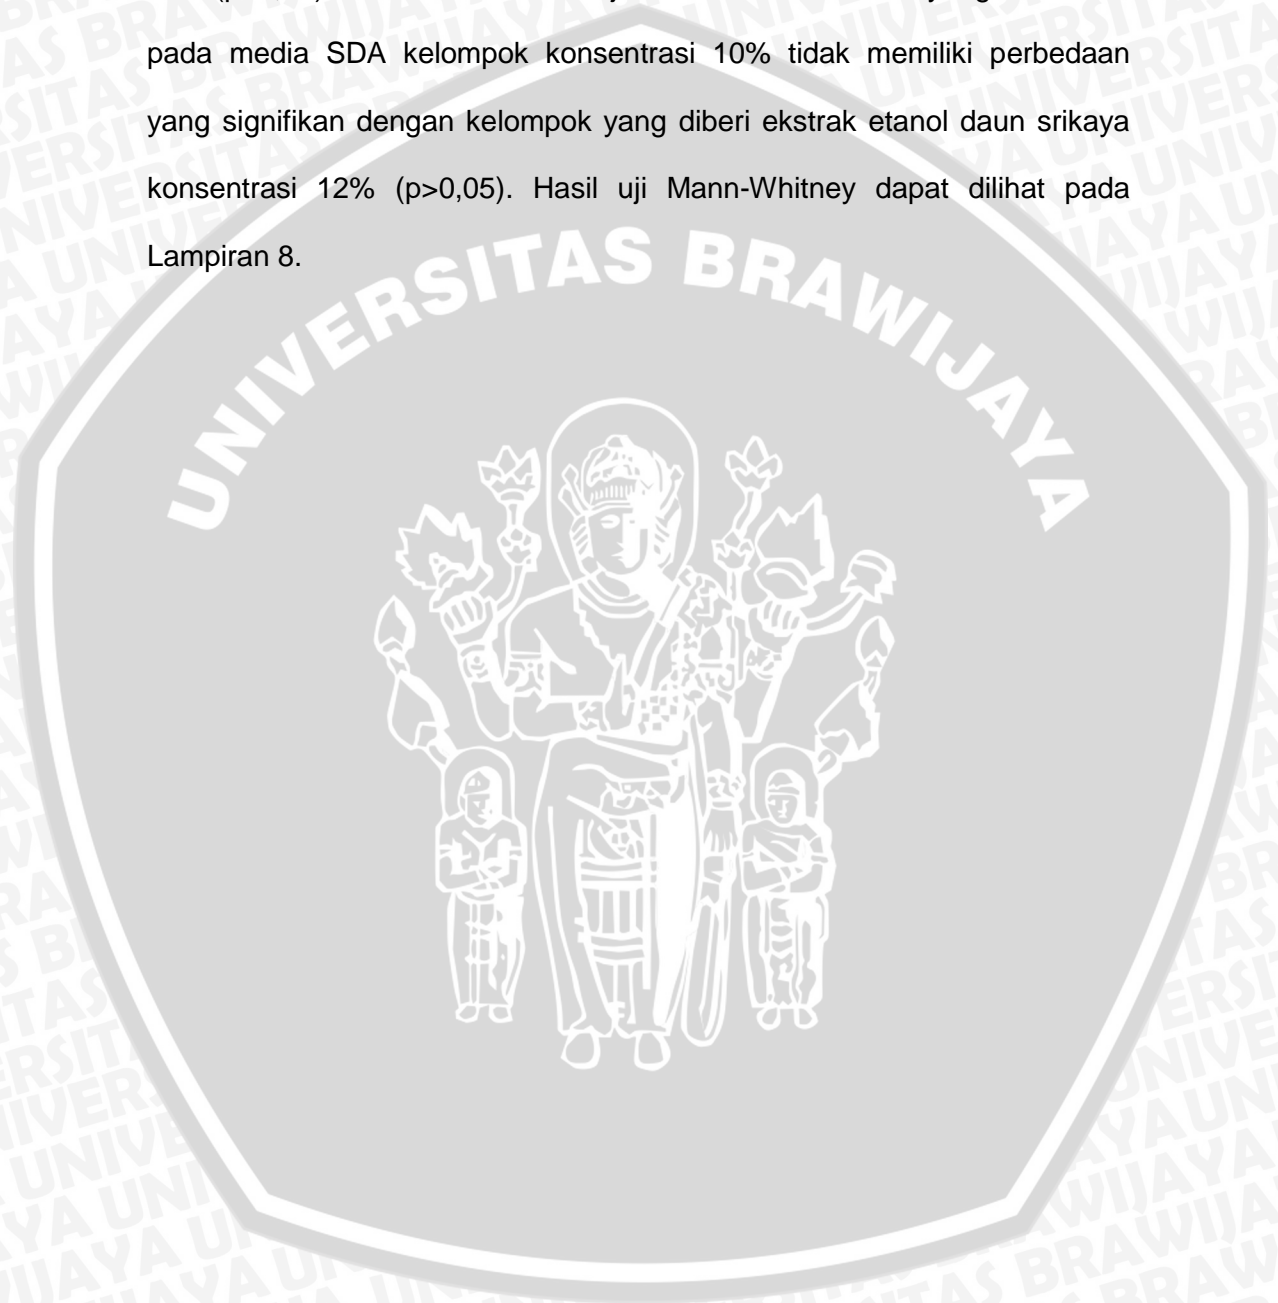 pada media SDA kelompok konsentrasi 10% tidak memiliki perbedaan
yang signifikan dengan kelompok yang diberi ekstrak etanol daun srikaya
konsentrasi 12% (p>0,05). Hasil uji Mann-Whitney dapat dilihat pada
Lampiran 8.
UNIVERSITAS BRAWIJAYA